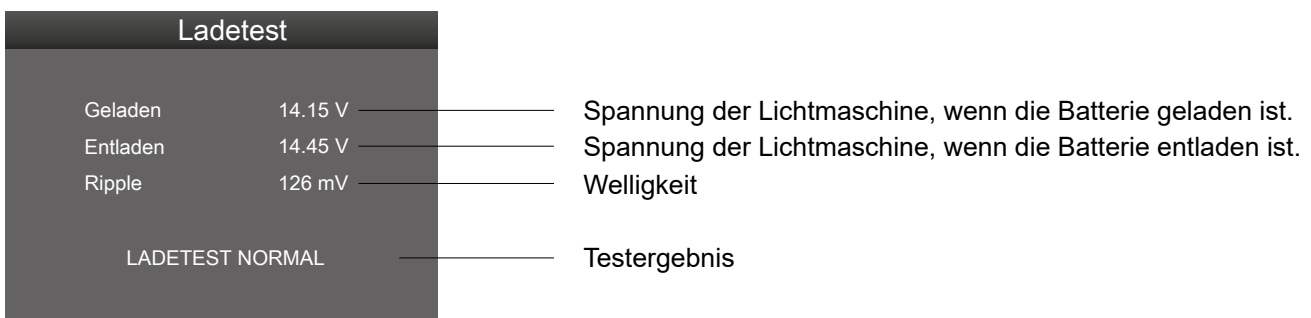 Ladetest
Geladen 14.15 V Spannung der Lichtmaschine, wenn die Batterie geladen ist.
Entladen 14.45 V Spannung der Lichtmaschine, wenn die Batterie entladen ist.
Ripple 126 mV Welligkeit
LADETEST NORMAL Testergebnis